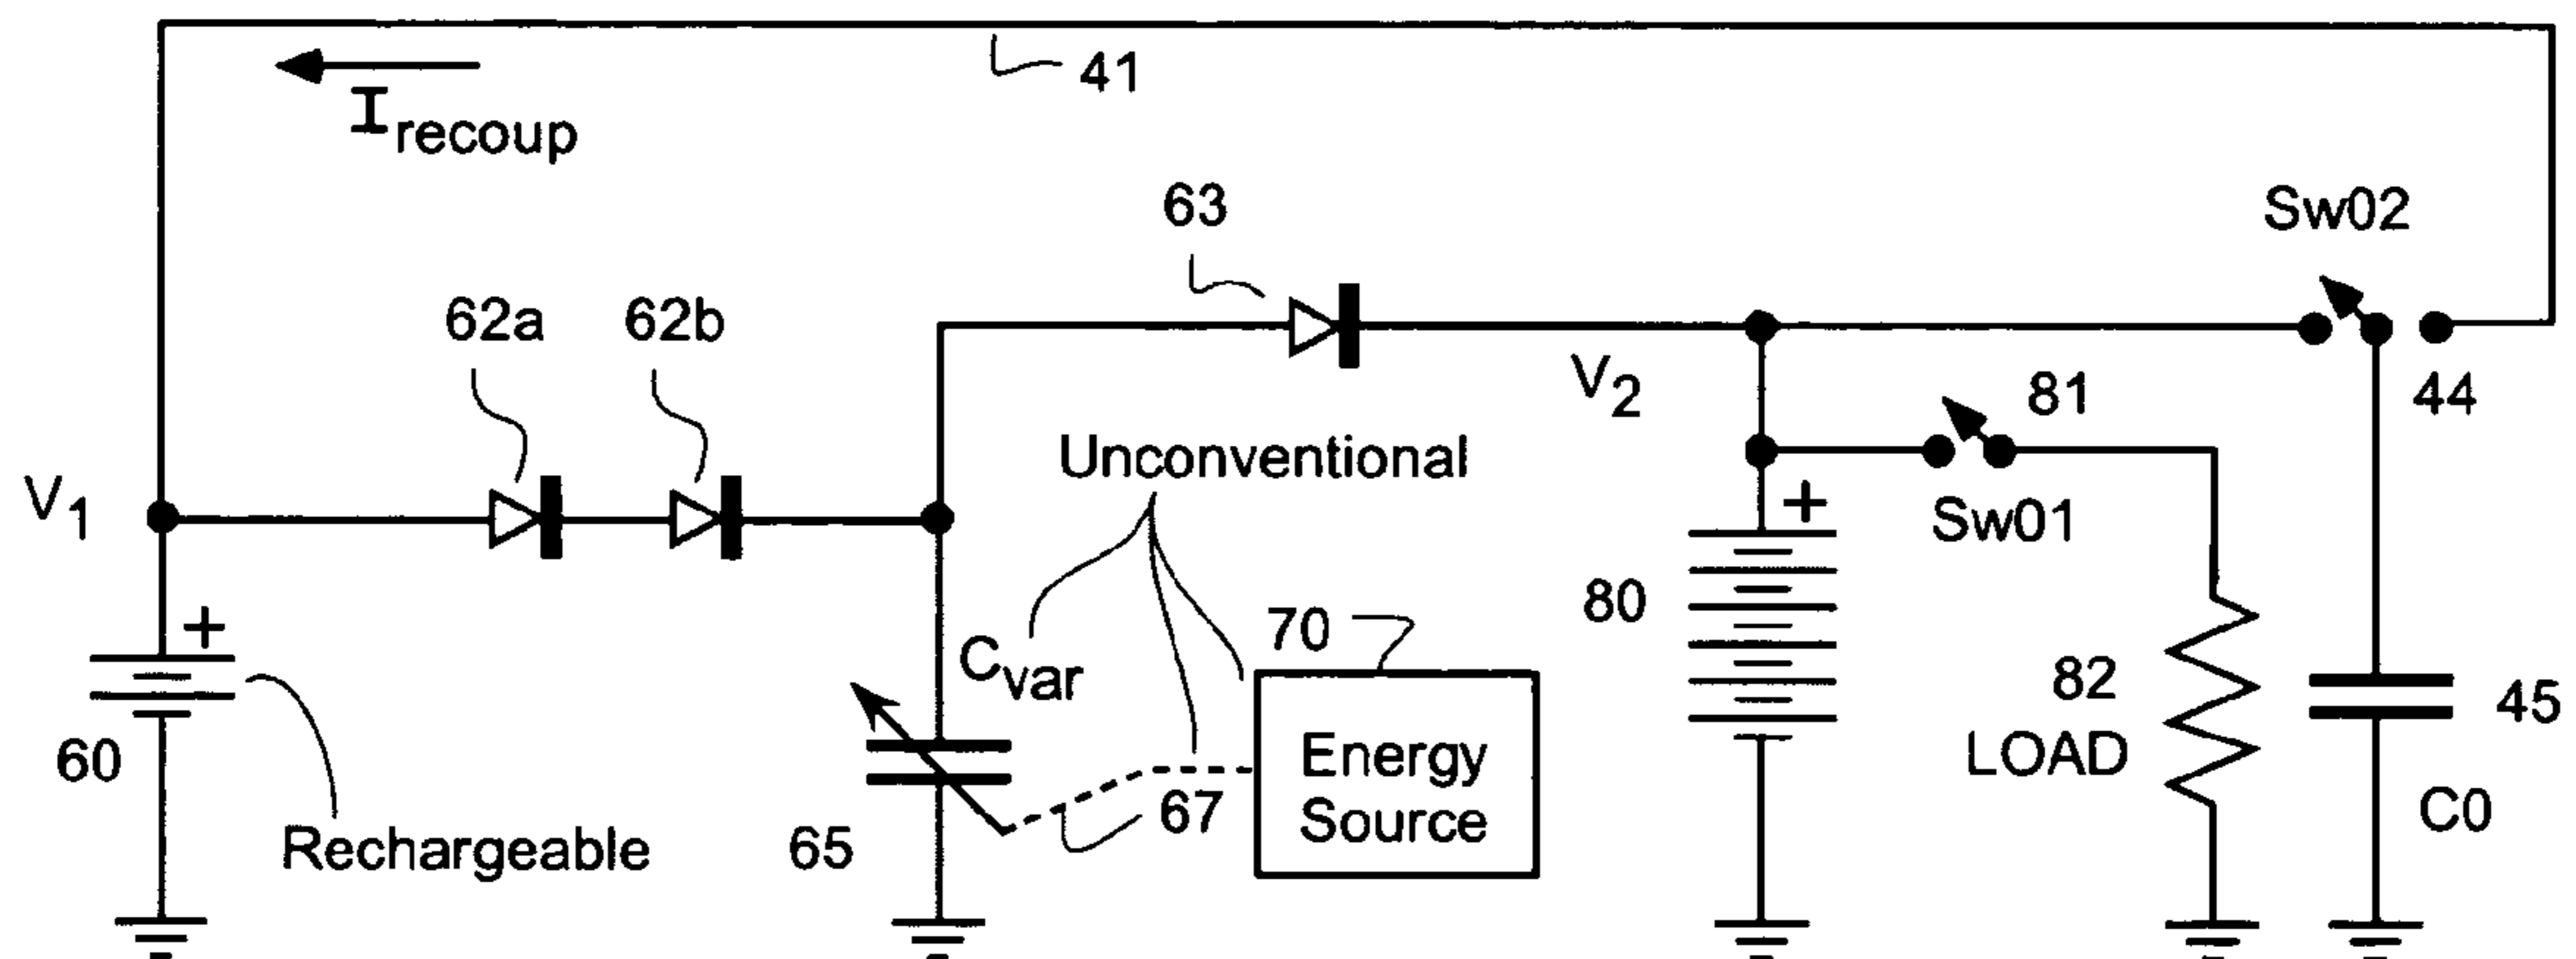 41
I recoup
63
Sw02
62a
62b
V2
81
44
Unconventional
V1
+
Sw01
+
80
70
Cvar
82
45
60
Energy
LOAD
67
Source
C0
Rechargeable
65